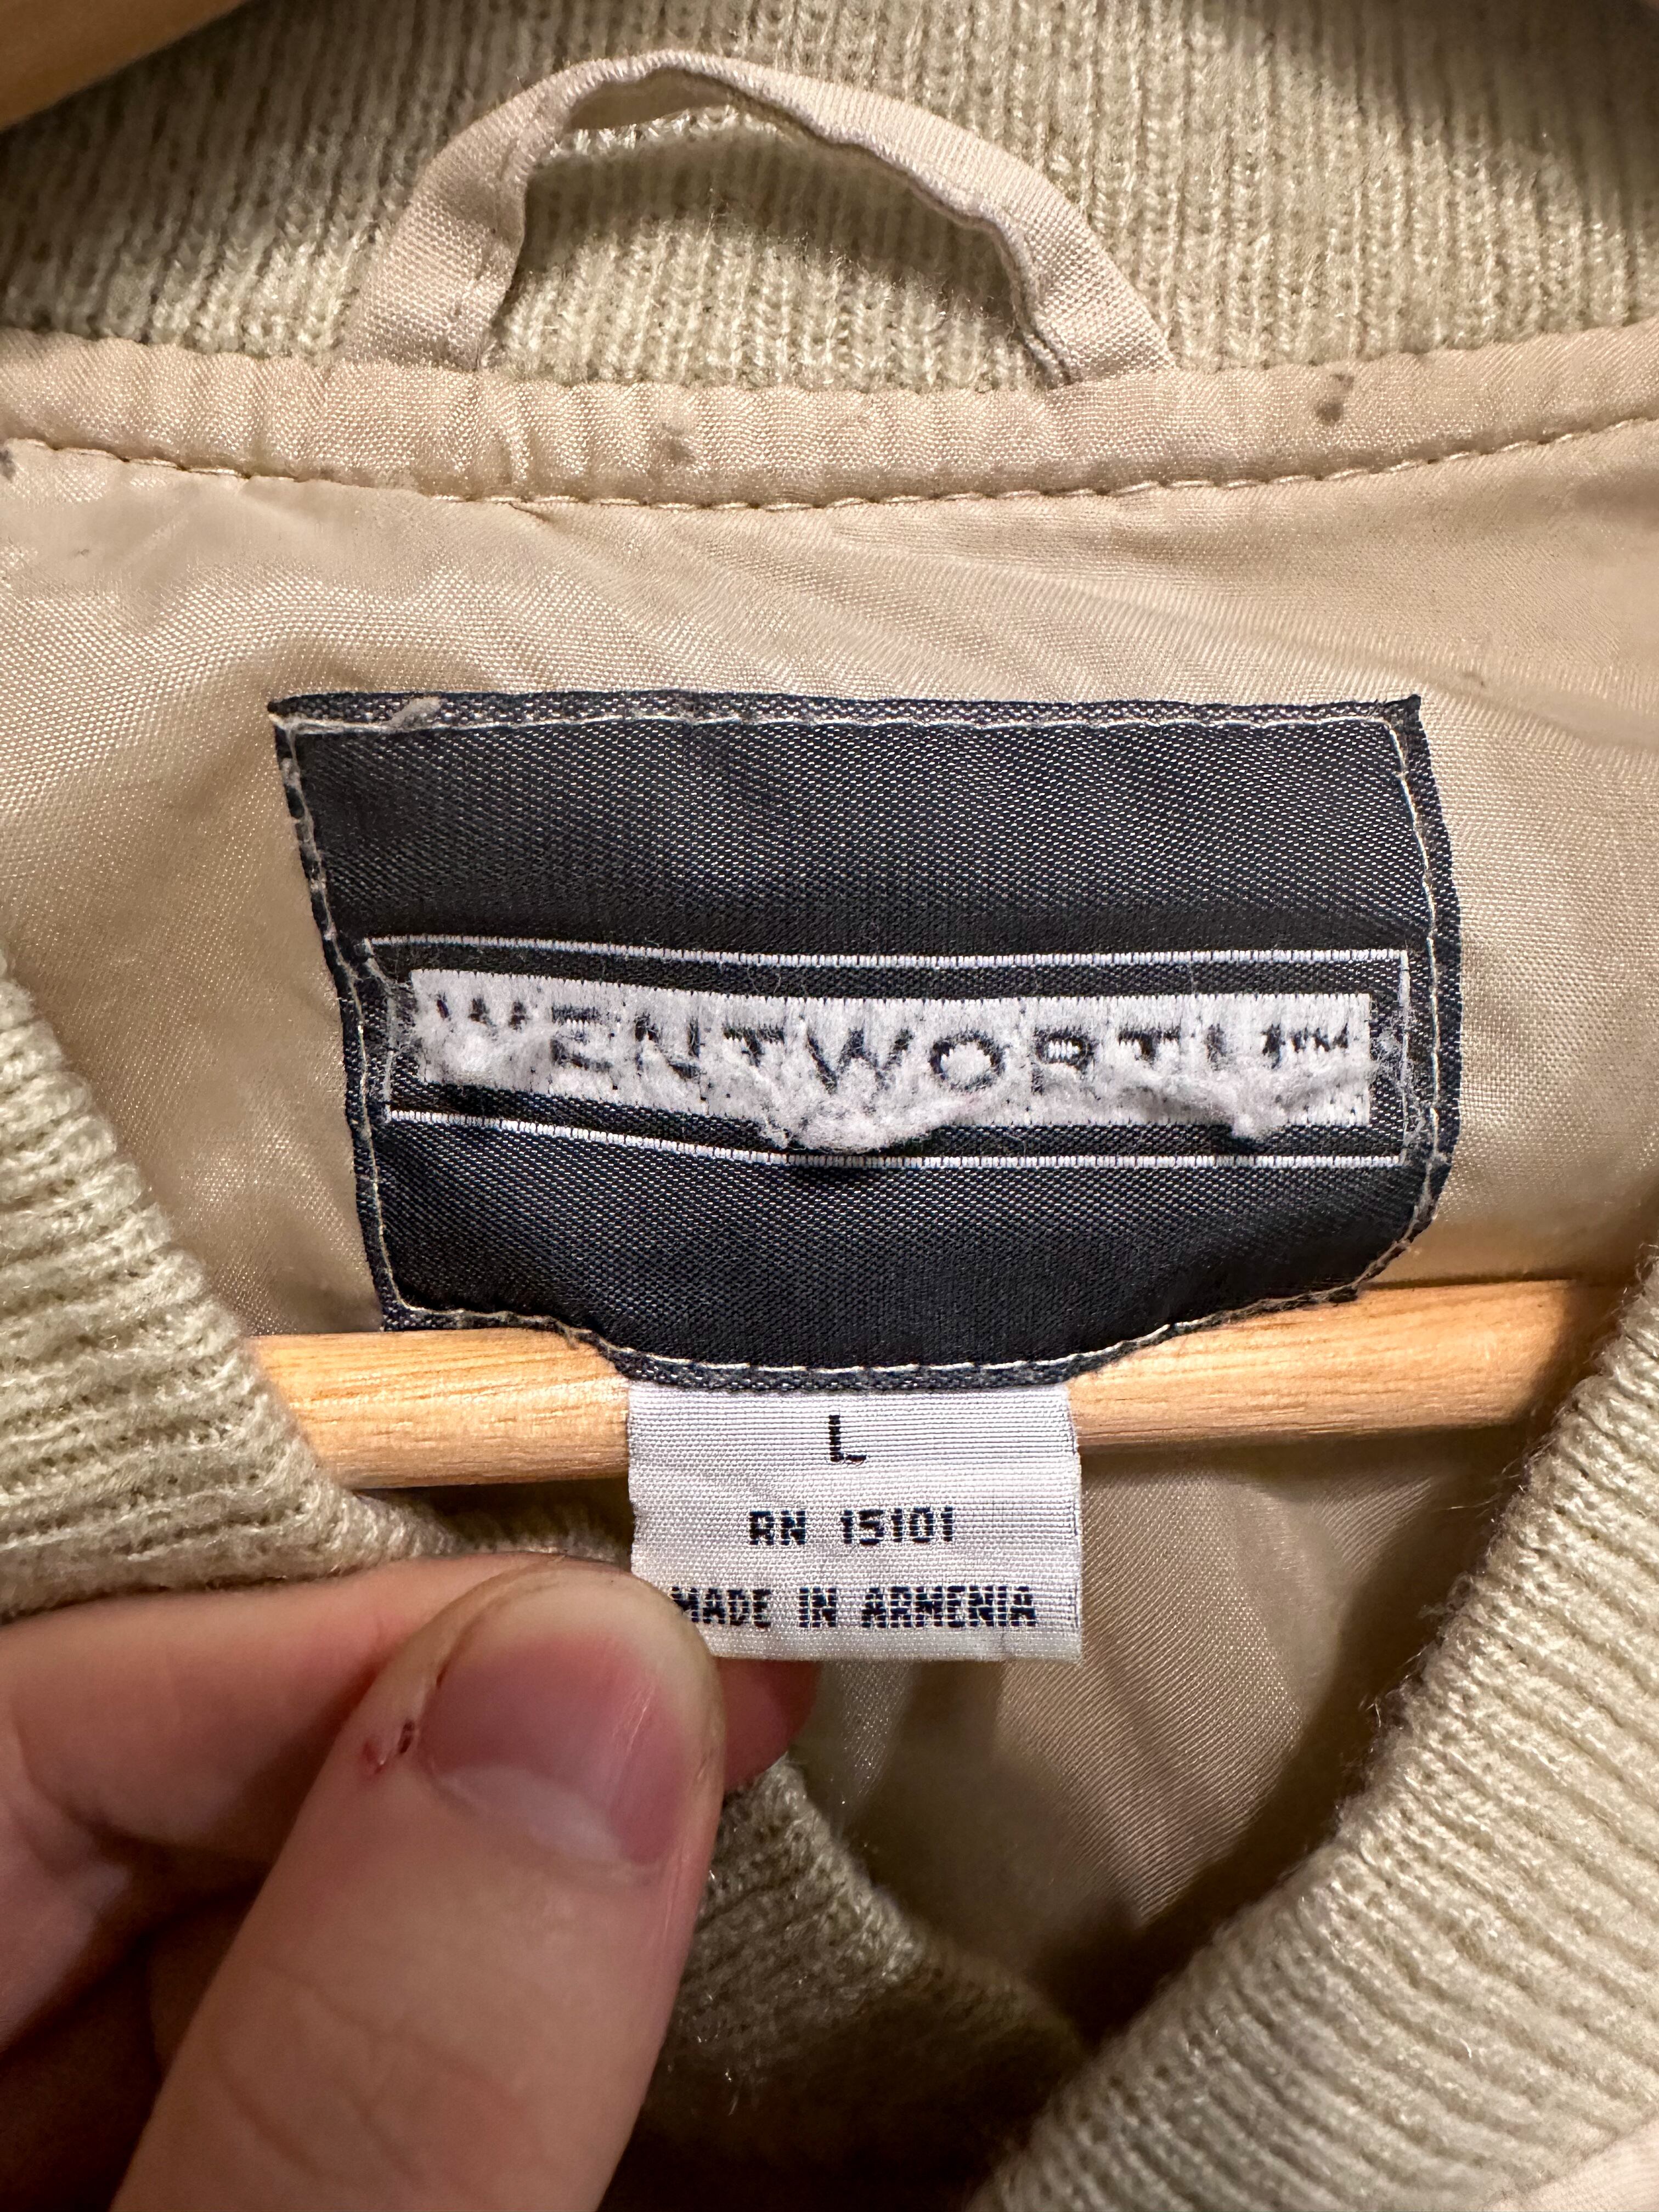 WENTWORTH™
L
RN 15101
MADE IN ARMENIA